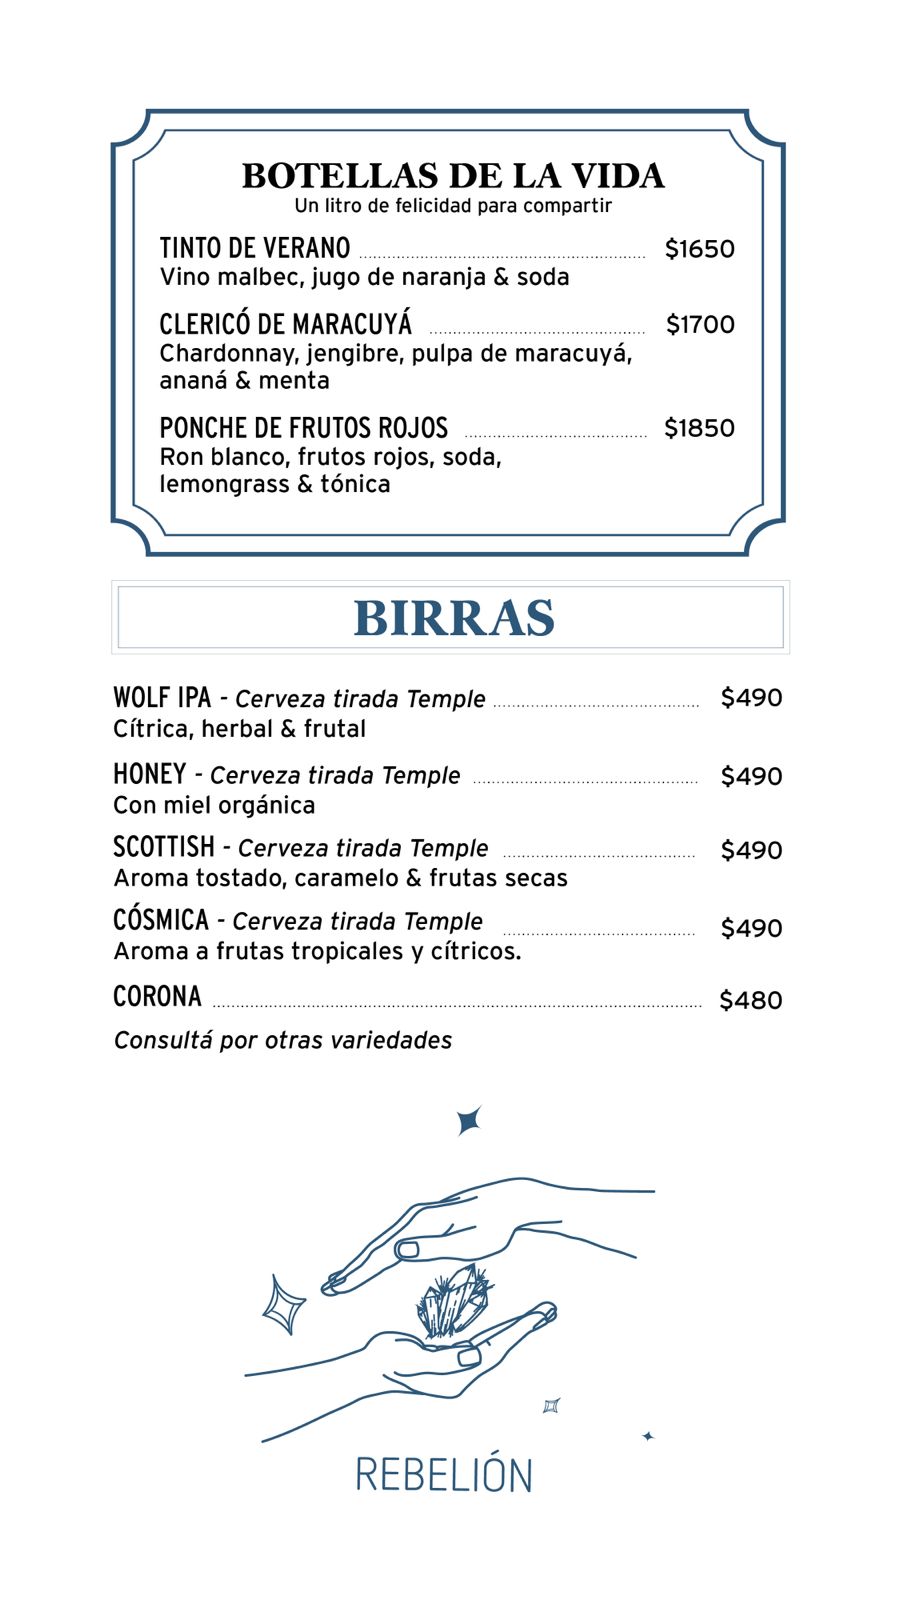 BOTELLAS DE LA VIDA
Un litro de felicidad para compartir
TINTO DE VERANO $1650
Vino malbec, jugo de naranja & soda
CLERICÓ DE MARACUYÁ $1700
Chardonnay, jengibre, pulpa de maracuyá,
ananá & menta
PONCHE DE FRUTOS ROJOS $1850
Ron blanco, frutos rojos, soda,
lemongrass & tónica
BIRRAS
WOLF IPA - Cerveza tirada Temple $490
Cítrica, herbal & frutal
HONEY - Cerveza tirada Temple $490
Con miel orgánica
SCOTTISH - Cerveza tirada Temple $490
Aroma tostado, caramelo & frutas secas
CÓSMICA - Cerveza tirada Temple $490
Aroma a frutas tropicales y cítricos.
CORONA $480
Consultá por otras variedades
REBELIÓN